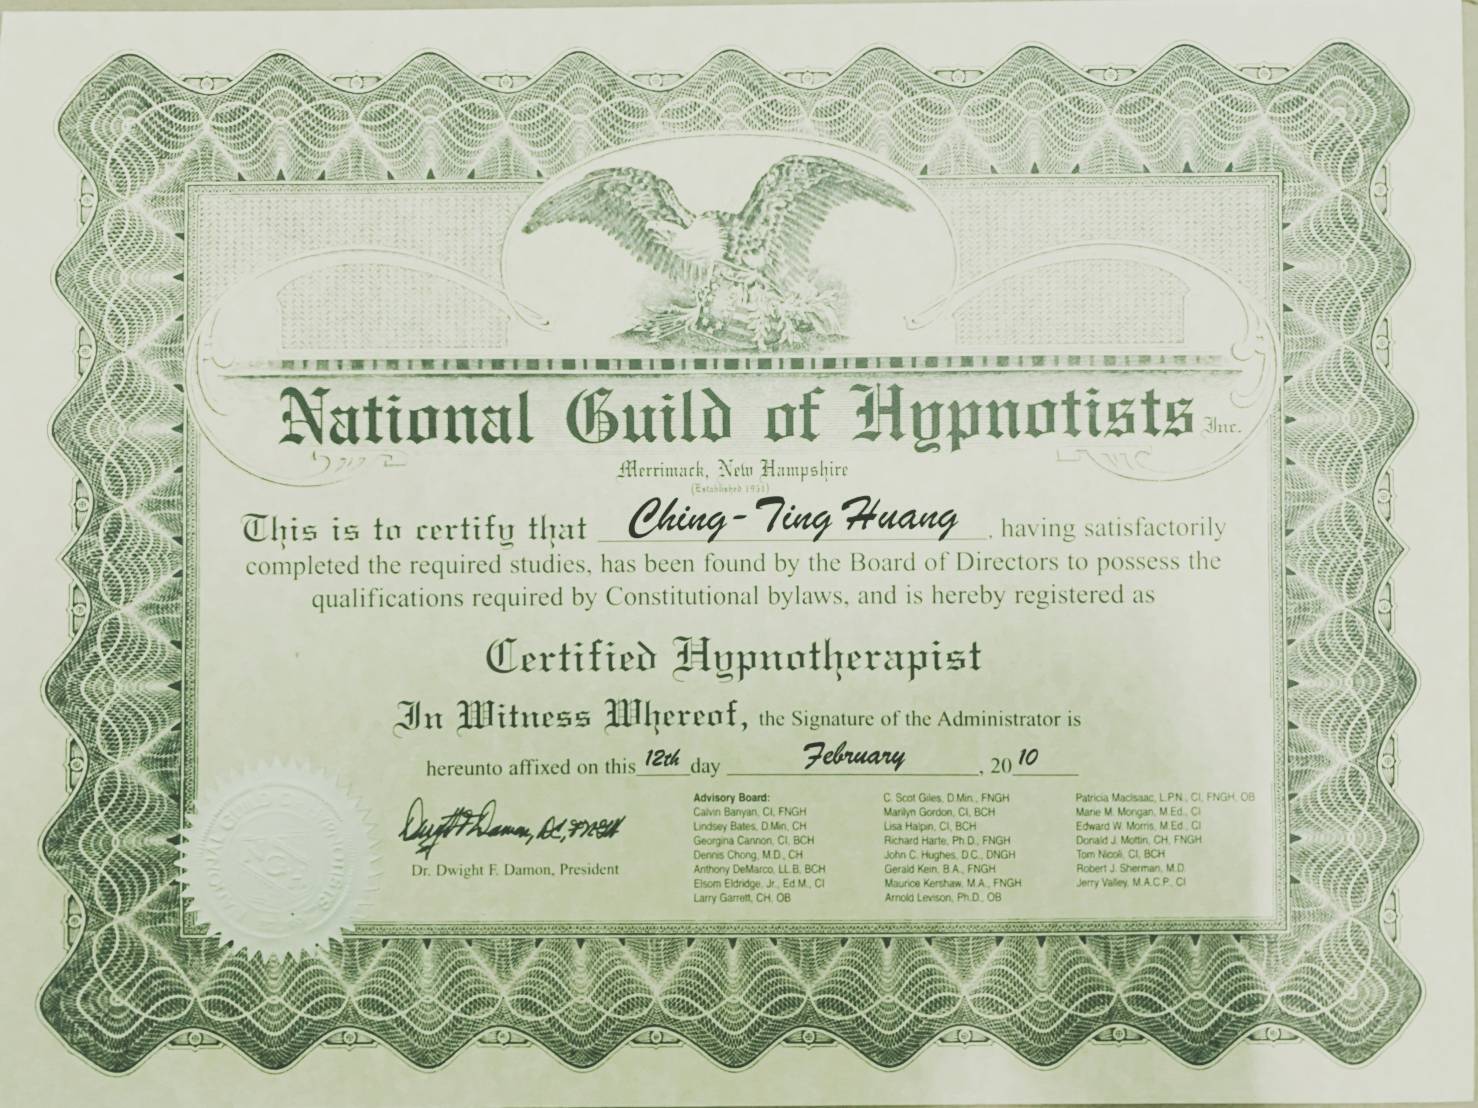 National Guild of Hypnotists Inc.
Merrimack, New Hampshire
(Established 1951)
This is to certify that Ching-Ting Huang, having satisfactorily
completed the required studies, has been found by the Board of Directors to possess the
qualifications required by Constitutional bylaws, and is hereby registered as
Certified Hypnotherapist
In Witness Whereof, the Signature of the Administrator is
hereunto affixed on this 12th day February, 20 10
Dr. Dwight F. Damon, President
Advisory Board:
Calvin Banyan, CI, FNGH
Lindsey Bates, D.Min, CH
Georgina Cannon, CI, BCH
Dennis Chong, M.D., CH
Anthony DeMarco, LL.B, BCH
Elsom Eldridge, Jr., Ed.M., CI
Larry Garrett, CH, OB
C. Scot Giles, D.Min., FNGH
Marilyn Gordon, CI, BCH
Lisa Halpin, CI, BCH
Richard Harte, Ph.D., FNGH
John C. Hughes, D.C., DNGH
Gerald Kein, B.A., FNGH
Maurice Kershaw, M.A., FNGH
Arnold Levison, Ph.D., OB
Patricia MacIsaac, L.P.N., CI, FNGH, OB
Marie M. Mongan, M.Ed., CI
Edward W. Morris, M.Ed., CI
Donald J. Mottin, CH, FNGH
Tom Nicoli, CI, BCH
Robert J. Sherman, M.D.
Jerry Valley, M.A.C.P., CI